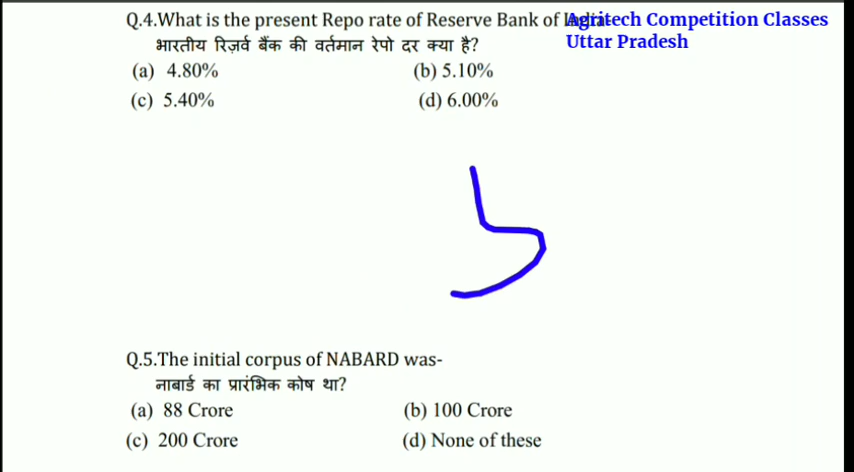 Q.4.What is the present Repo rate of Reserve Bank of India-
Agritech Competition Classes
Uttar Pradesh
भारतीय रिज़र्व बैंक की वर्तमान रेपो दर क्या है?
(a) 4.80% (b) 5.10%
(c) 5.40% (d) 6.00%
5
Q.5.The initial corpus of NABARD was-
नाबार्ड का प्रारंभिक कोष था?
(a) 88 Crore (b) 100 Crore
(c) 200 Crore (d) None of these